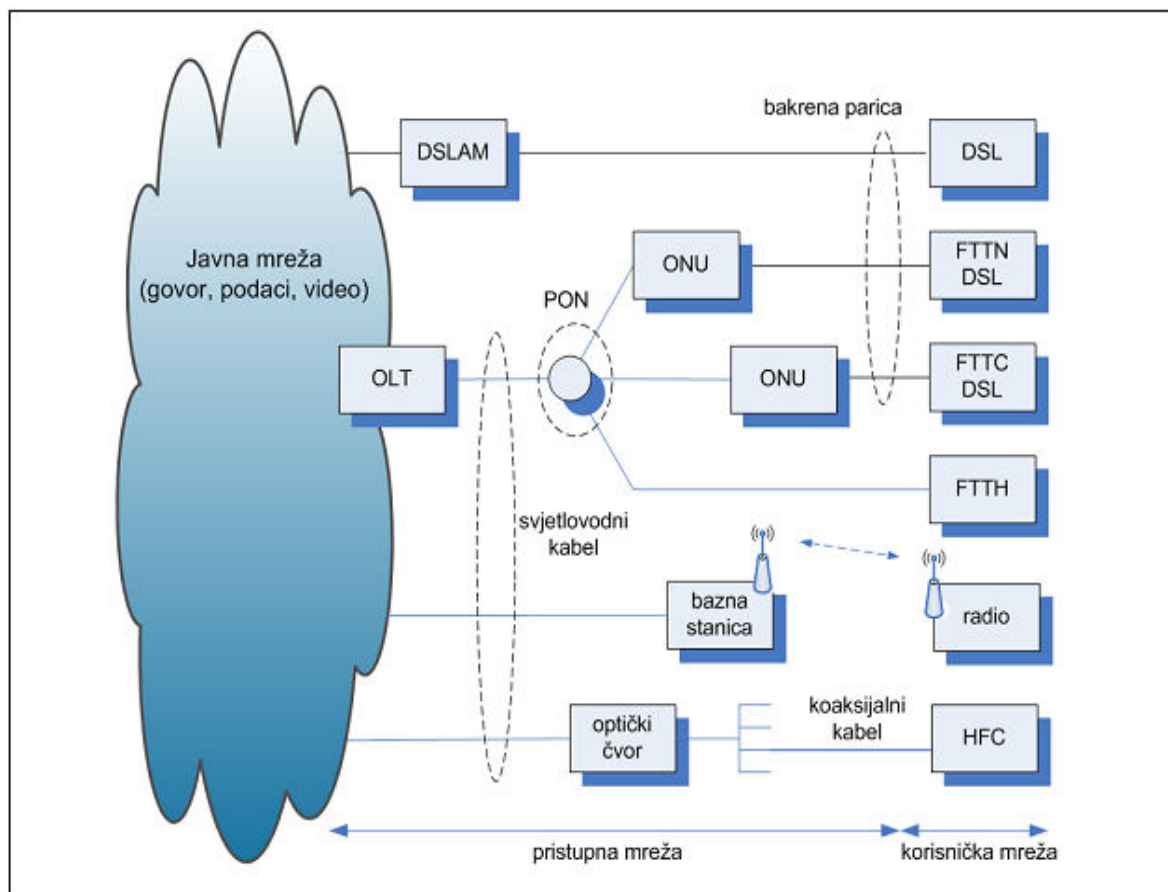 bakrena parica
DSLAM
DSL
Javna mreža
(govor, podaci, video)
ONU
FTTN
DSL
PON
OLT
ONU
FTTC
DSL
FTTH
svjetlovodni
kabel
bazna
stanica
radio
optički
čvor
koaksijalni
kabel
HFC
pristupna mreža
korisnička mreža